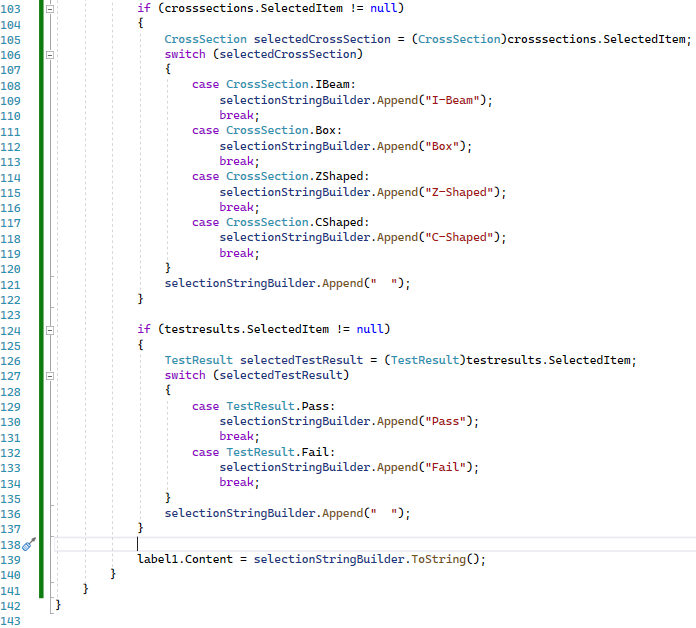 103 if (crosssections.SelectedItem != null)
104 {
105 CrossSection selectedCrossSection = (CrossSection)crosssections.SelectedItem;
106 switch (selectedCrossSection)
107 {
108 case CrossSection.IBeam:
109 selectionStringBuilder.Append("I-Beam");
110 break;
111 case CrossSection.Box:
112 selectionStringBuilder.Append("Box");
113 break;
114 case CrossSection.ZShaped:
115 selectionStringBuilder.Append("Z-Shaped");
116 break;
117 case CrossSection.CShaped:
118 selectionStringBuilder.Append("C-Shaped");
119 break;
120 }
121 selectionStringBuilder.Append("  ");
122 }
123
124 if (testresults.SelectedItem != null)
125 {
126 TestResult selectedTestResult = (TestResult)testresults.SelectedItem;
127 switch (selectedTestResult)
128 {
129 case TestResult.Pass:
130 selectionStringBuilder.Append("Pass");
131 break;
132 case TestResult.Fail:
133 selectionStringBuilder.Append("Fail");
134 break;
135 }
136 selectionStringBuilder.Append("  ");
137 }
138
139 label1.Content = selectionStringBuilder.ToString();
140 }
141 }
142 }
143